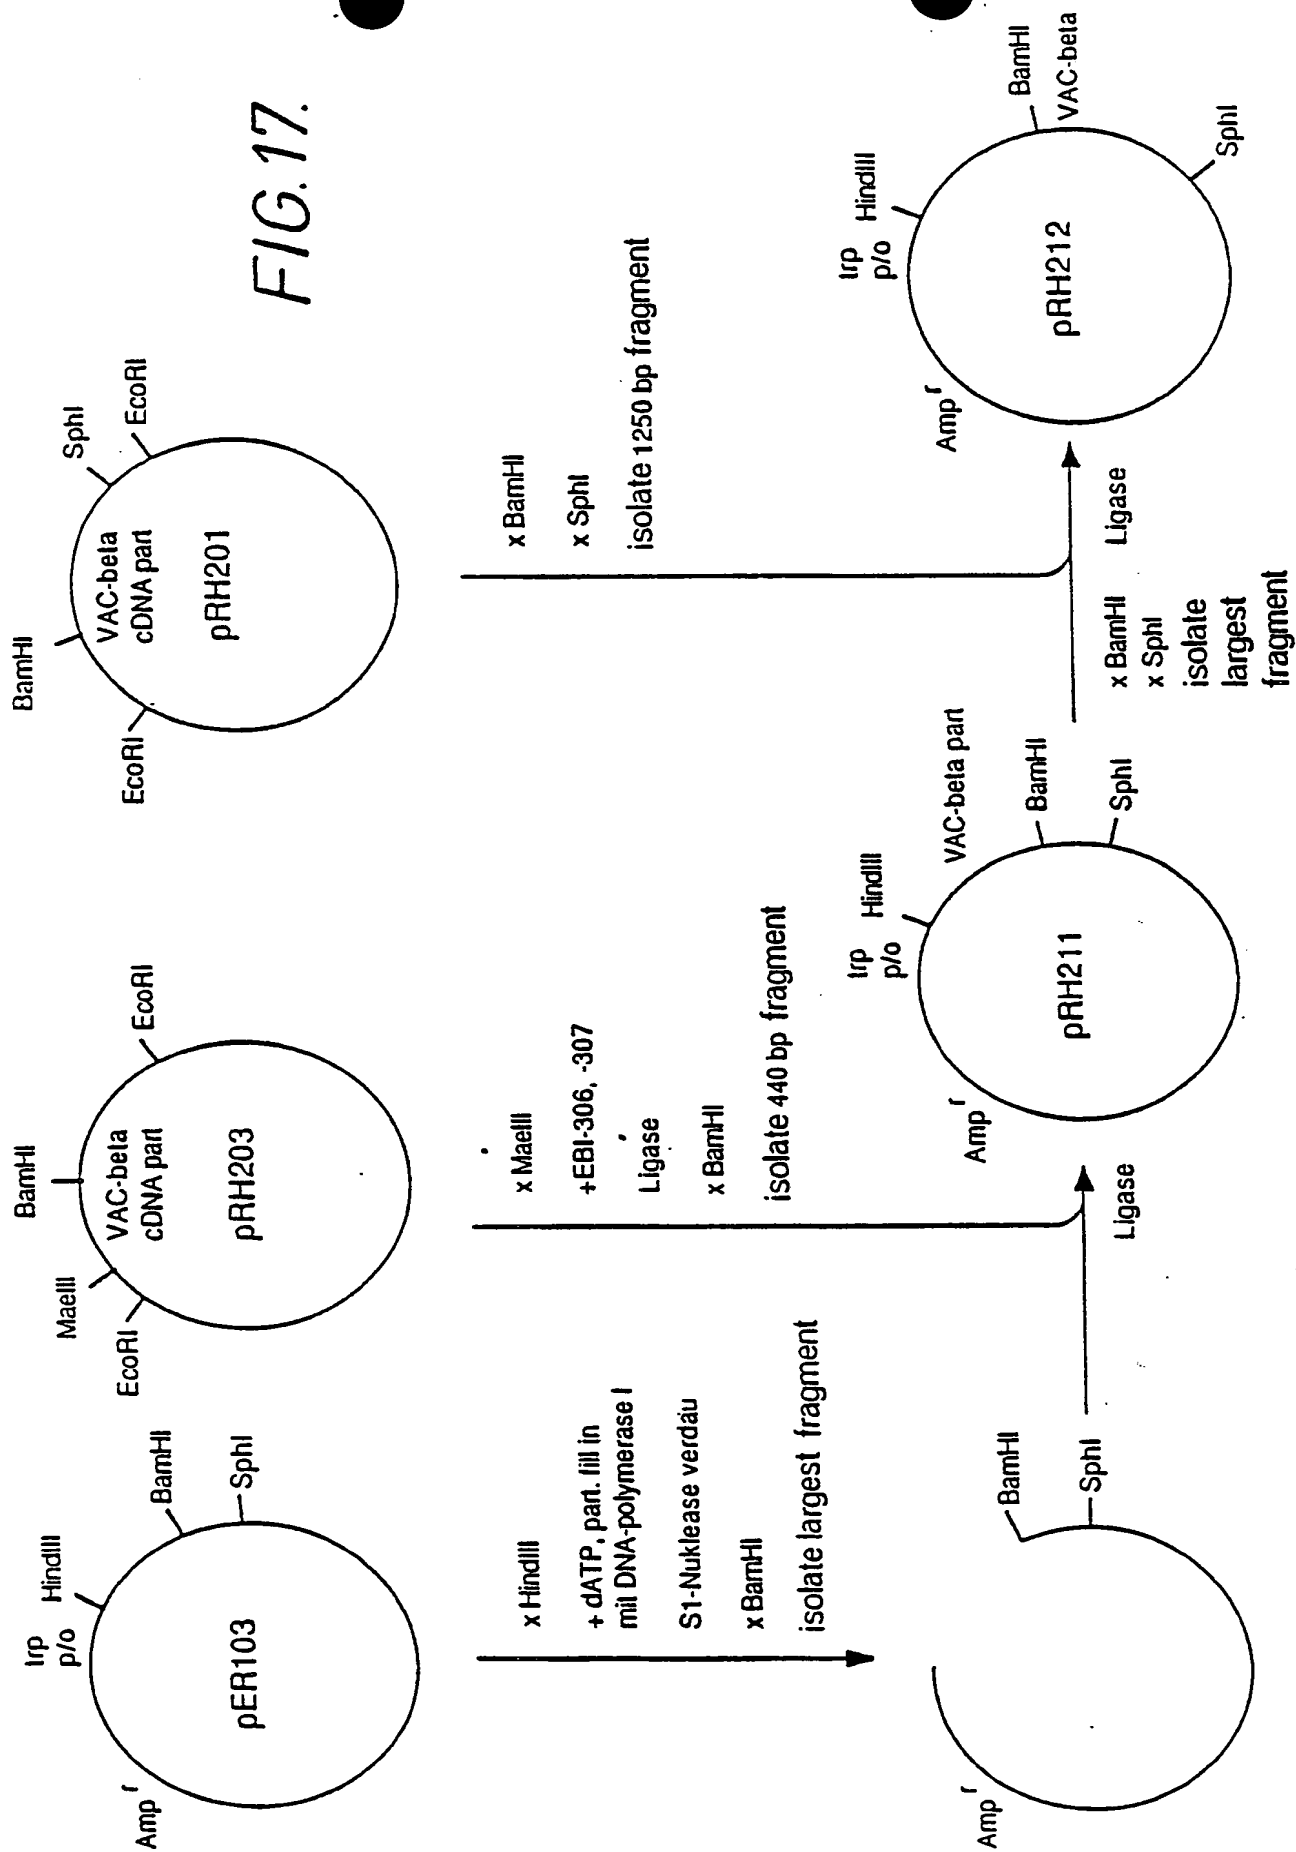 FIG. 17.
trp
p/o
HindIII
BamHI
SphI
Amp r
pER103
x HindIII
+ dATP, part. fill in
mit DNA-polymerase I
S1-Nuklease verdau
x BamHI
isolate largest fragment
BamHI
SphI
Amp r
EcoRI
MaeIII
BamHI
EcoRI
VAC-beta
cDNA part
pRH203
x MaeIII
+EBI-306, -307
Ligase
x BamHI
isolate 440 bp fragment
Ligase
Amp r
trp
p/o
HindIII
VAC-beta part
BamHI
SphI
pRH211
EcoRI
BamHI
SphI
EcoRI
VAC-beta
cDNA part
pRH201
x BamHI
x SphI
isolate 1250 bp fragment
x BamHI
x SphI
isolate
largest
fragment
Ligase
Amp r
trp
p/o
HindIII
BamHI
VAC-beta
SphI
pRH212